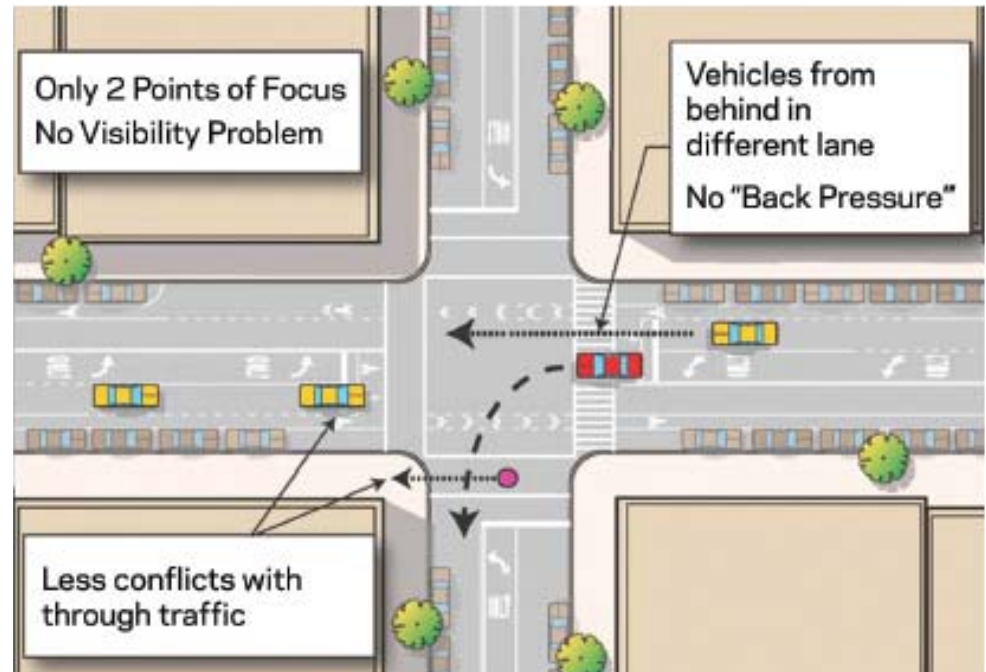 Only 2 Points of Focus
No Visibility Problem
Vehicles from
behind in
different lane
No “Back Pressure”
Less conflicts with
through traffic